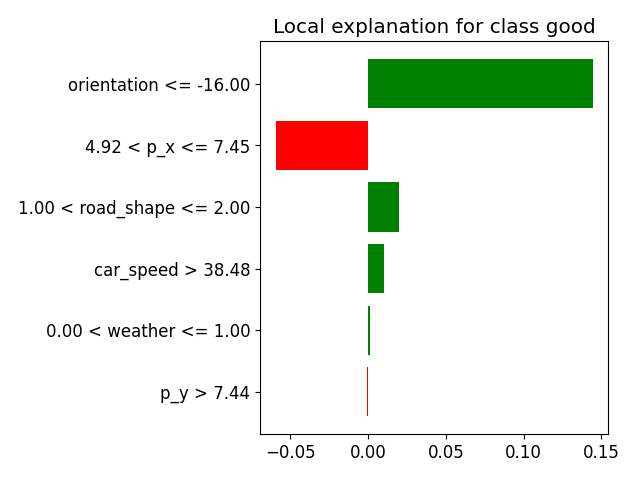 Local explanation for class good
orientation <= -16.00
4.92 < p_x <= 7.45
1.00 < road_shape <= 2.00
car_speed > 38.48
0.00 < weather <= 1.00
p_y > 7.44
−0.05 0.00 0.05 0.10 0.15